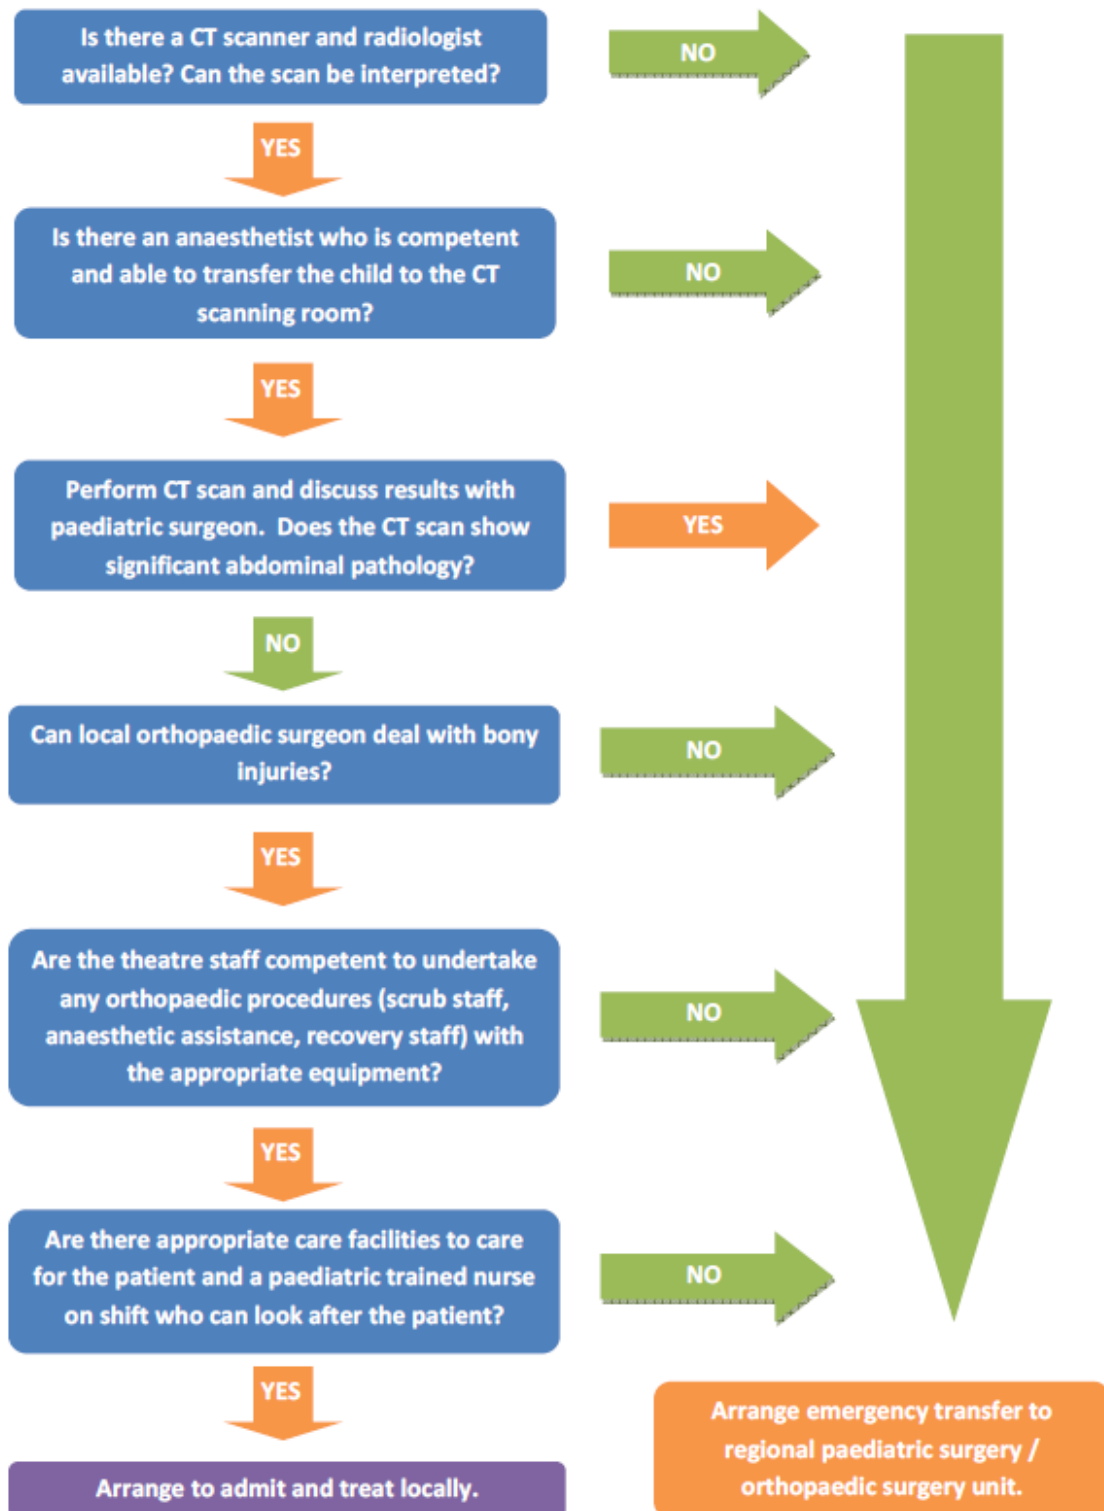 Is there a CT scanner and radiologist
available? Can the scan be interpreted?
NO
YES
Is there an anaesthetist who is competent
and able to transfer the child to the CT
scanning room?
NO
YES
Perform CT scan and discuss results with
paediatric surgeon.  Does the CT scan show
significant abdominal pathology?
YES
NO
Can local orthopaedic surgeon deal with bony
injuries?
NO
YES
Are the theatre staff competent to undertake
any orthopaedic procedures (scrub staff,
anaesthetic assistance, recovery staff) with
the appropriate equipment?
NO
YES
Are there appropriate care facilities to care
for the patient and a paediatric trained nurse
on shift who can look after the patient?
NO
YES
Arrange to admit and treat locally.
Arrange emergency transfer to
regional paediatric surgery /
orthopaedic surgery unit.